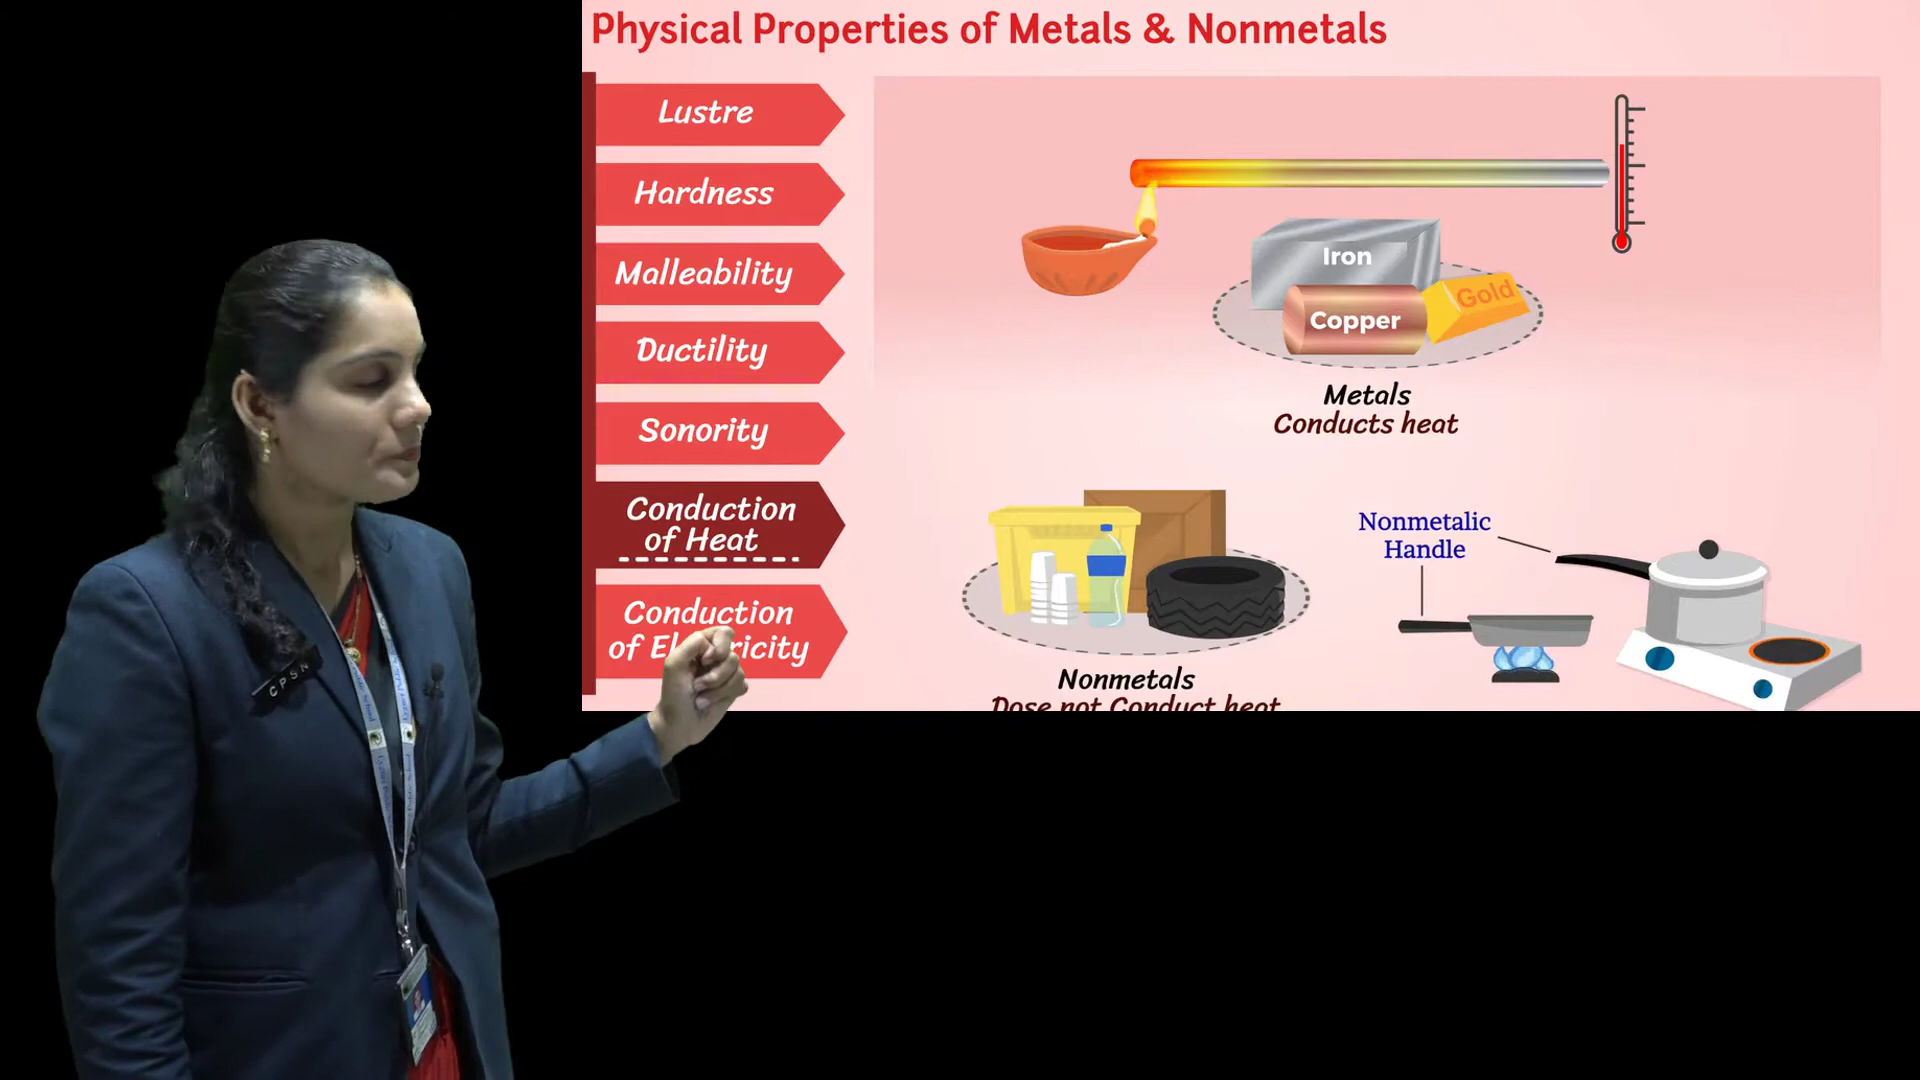 Physical Properties of Metals & Nonmetals
Lustre
Hardness
Malleability
Ductility
Sonority
Conduction
of Heat
Conduction
of Electricity
Iron
Gold
Copper
Metals
Conducts heat
Nonmetalic
Handle
Nonmetals
Dose not Conduct heat
CPSN